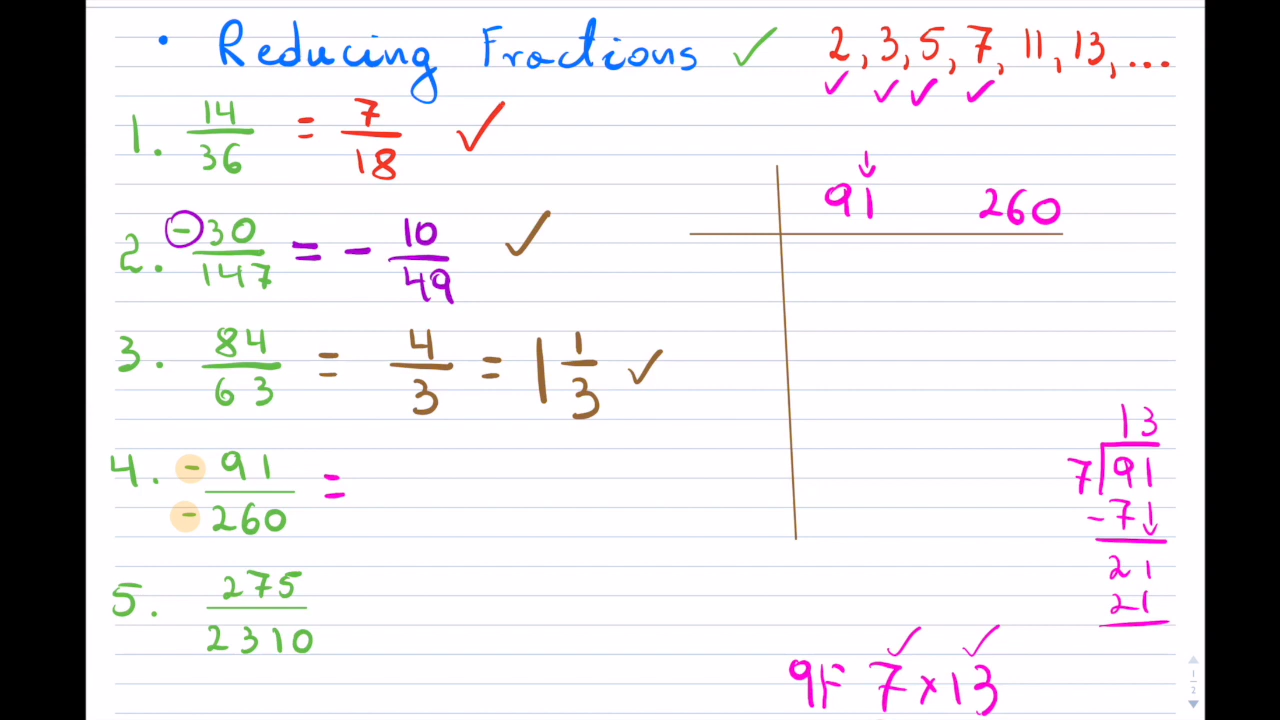 • Reducing Fractions ✓ 2, 3, 5, 7, 11, 13, ...
✓ ✓ ✓ ✓
1. 14/36 = 7/18 ✓
2. -30/147 = - 10/49 ✓
3. 84/63 = 4/3 = 1 1/3 ✓
4. -91/-260 =
5. 275/2310
↓
91 260
13
7 91
-7↓
21
21
91= 7 x 13
1/2